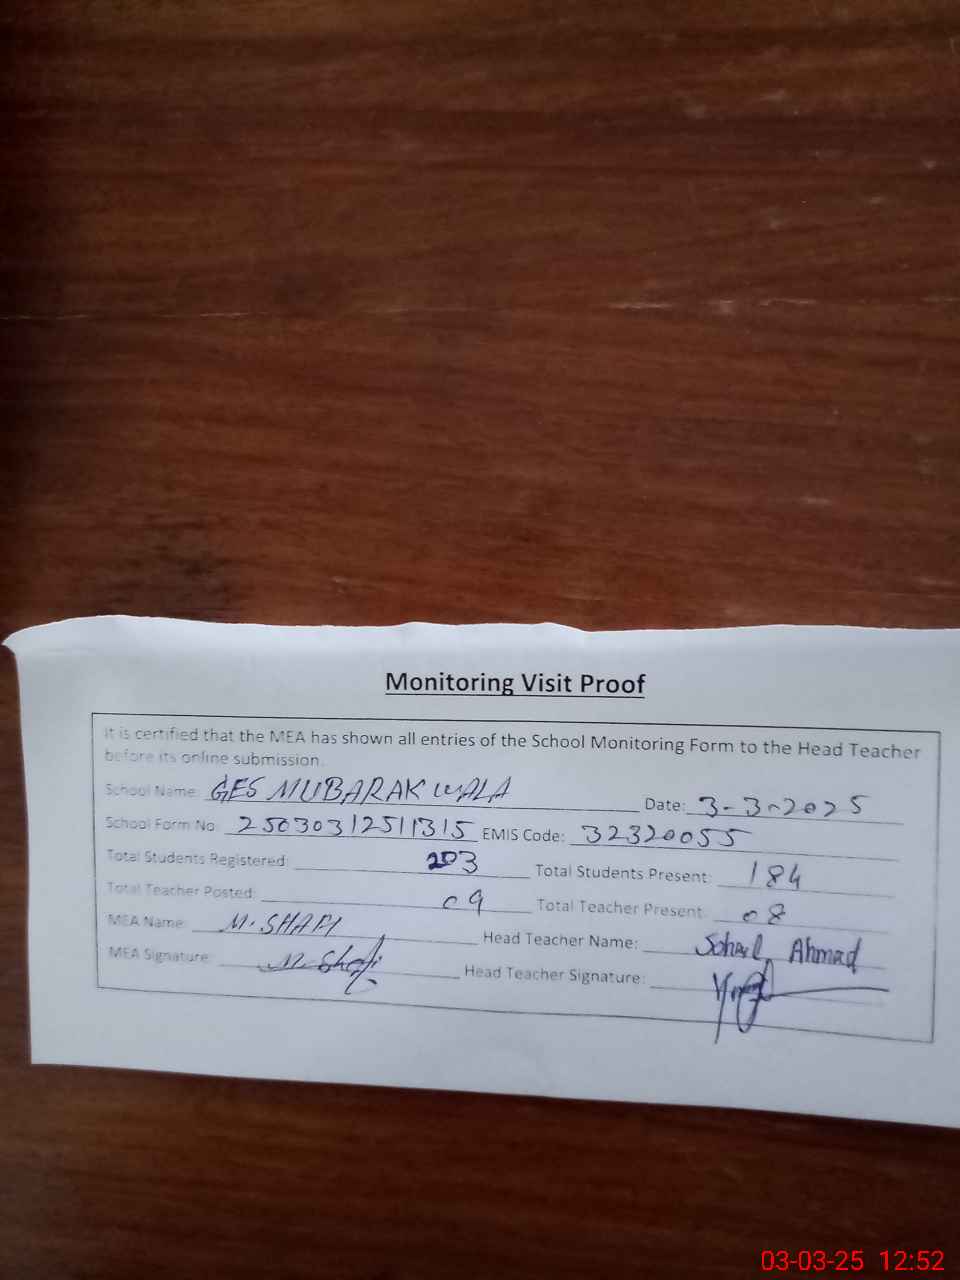 Monitoring Visit Proof
It is certified that the MEA has shown all entries of the School Monitoring Form to the Head Teacher
before its online submission.
School Name: GES MUBARAK WALA Date: 3-3-2025
School Form No: 25030312511315 EMIS Code: 32320055
Total Students Registered: 203 Total Students Present: 184
Total Teacher Posted: 09 Total Teacher Present: 08
MEA Name: M. SHAFI Head Teacher Name: Sohail Ahmad
MEA Signature: M. Shafi Head Teacher Signature:
03-03-25 12:52